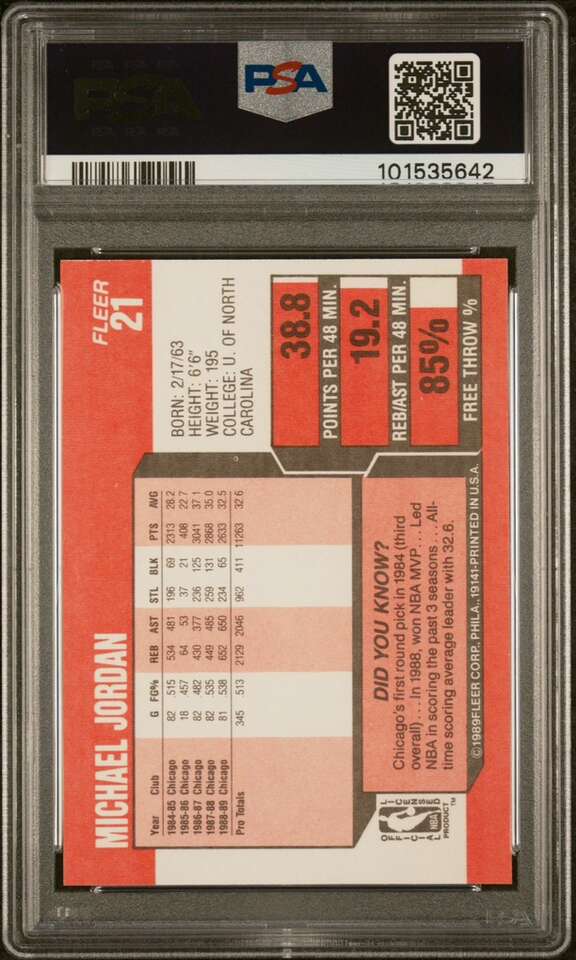 PSA
101535642
FLEER
21
MICHAEL JORDAN
BORN: 2/17/63
HEIGHT: 6'6"
WEIGHT: 195
COLLEGE: U. OF NORTH
CAROLINA
Year Club G FG% REB AST STL BLK PTS AVG
1984-85 Chicago 82 515 534 481 196 69 2313 28.2
1985-86 Chicago 18 457 64 53 37 21 408 22.7
1986-87 Chicago 82 482 430 377 236 125 3041 37.1
1987-88 Chicago 82 535 449 485 259 131 2868 35.0
1988-89 Chicago 81 538 652 650 234 65 2633 32.5
Pro Totals 345 513 2129 2046 962 411 11263 32.6
38.8
POINTS PER 48 MIN.
19.2
REB/AST PER 48 MIN.
85%
FREE THROW %
DID YOU KNOW?
Chicago's first round pick in 1984 (third
overall) . . . In 1988, won NBA MVP . . . Led
NBA in scoring the past 3 seasons . . . All-
time scoring average leader with 32.6.
OFFICIAL LICENSED
NBA
PRODUCT™
©1989FLEER CORP., PHILA., 19141-PRINTED IN U.S.A.